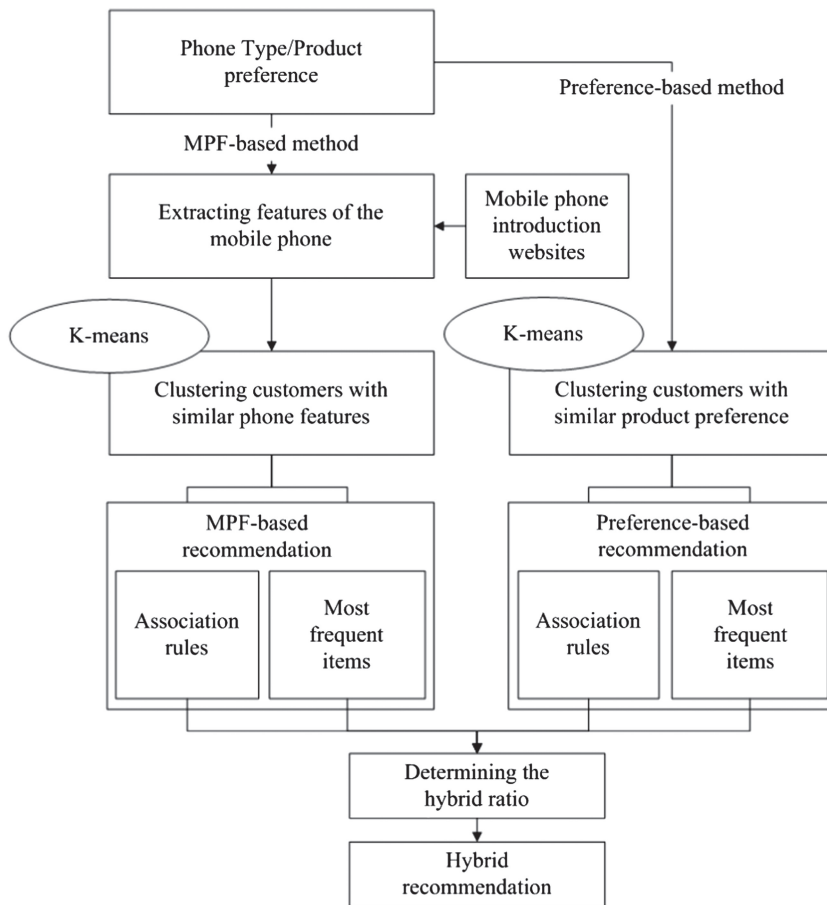 Phone Type/Product
preference
Preference-based method
MPF-based method
Extracting features of the
mobile phone
Mobile phone
introduction
websites
K-means
K-means
Clustering customers with
similar phone features
Clustering customers with
similar product preference
MPF-based
recommendation
Association
rules
Most
frequent
items
Preference-based
recommendation
Association
rules
Most
frequent
items
Determining the
hybrid ratio
Hybrid
recommendation